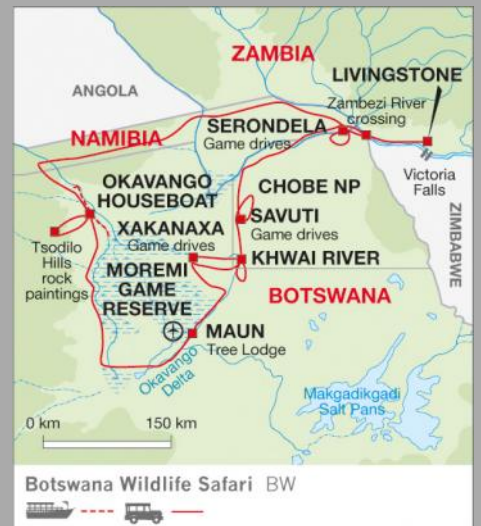 ZAMBIA
ANGOLA
LIVINGSTONE
Zambezi River
crossing
SERONDELA
Game drives
NAMIBIA
Victoria
Falls
OKAVANGO
HOUSEBOAT
CHOBE NP
ZIMBABWE
XAKANAXA
Game drives
SAVUTI
Game drives
Tsodilo
Hills
rock
paintings
MOREMI
GAME
RESERVE
KHWAI RIVER
BOTSWANA
MAUN
Tree Lodge
Okavango
Delta
Makgadikgadi
Salt Pans
0 km
150 km
Botswana Wildlife Safari BW